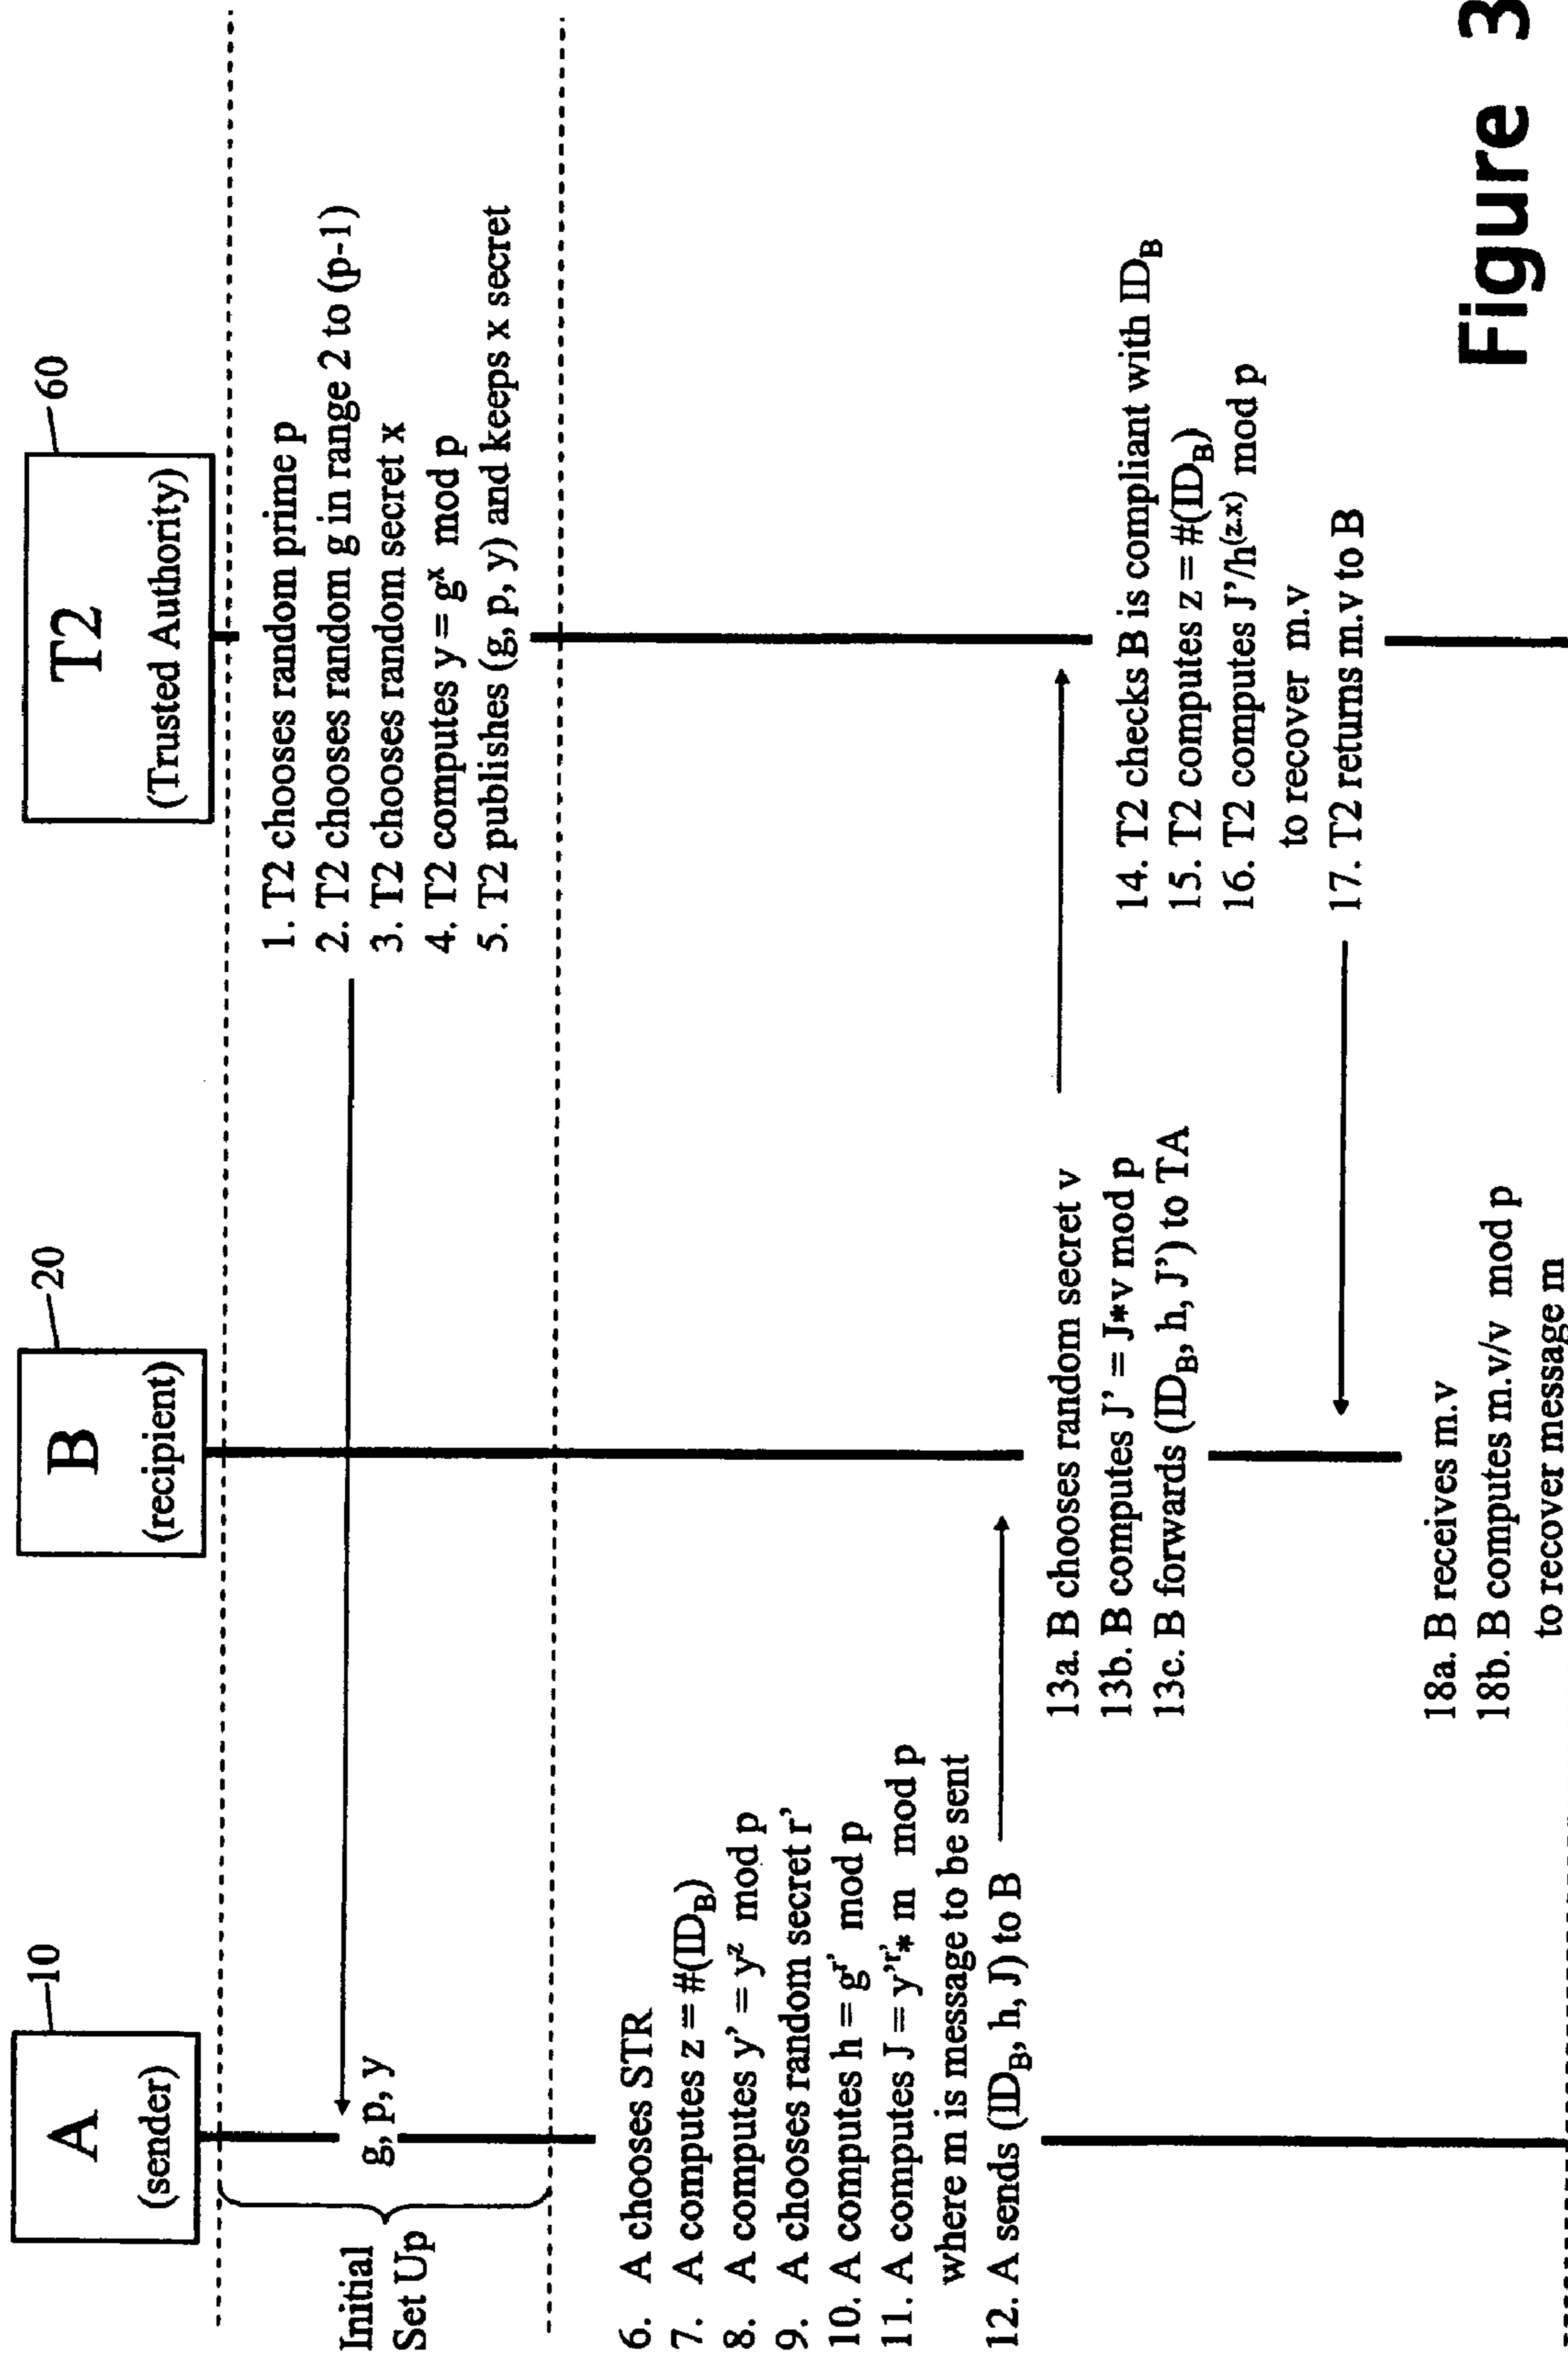 A
(sender)
10
B
(recipient)
20
T2
(Trusted Authority)
60
Initial
Set Up
g, p, y
1. T2 chooses random prime p
2. T2 chooses random g in range 2 to (p-1)
3. T2 chooses random secret x
4. T2 computes y = gˣ mod p
5. T2 publishes (g, p, y) and keeps x secret
6. A chooses STR
7. A computes z = #(ID_B)
8. A computes y' = y^z mod p
9. A chooses random secret r'
10. A computes h = g^r' mod p
11. A computes J = y'^r' * m mod p
where m is message to be sent
12. A sends (ID_B, h, J) to B
13a. B chooses random secret v
13b. B computes J' = J*v mod p
13c. B forwards (ID_B, h, J') to TA
14. T2 checks B is compliant with ID_B
15. T2 computes z = #(ID_B)
16. T2 computes J'/h^(z.x) mod p
to recover m.v
17. T2 returns m.v to B
18a. B receives m.v
18b. B computes m.v/v mod p
to recover message m
Figure 3